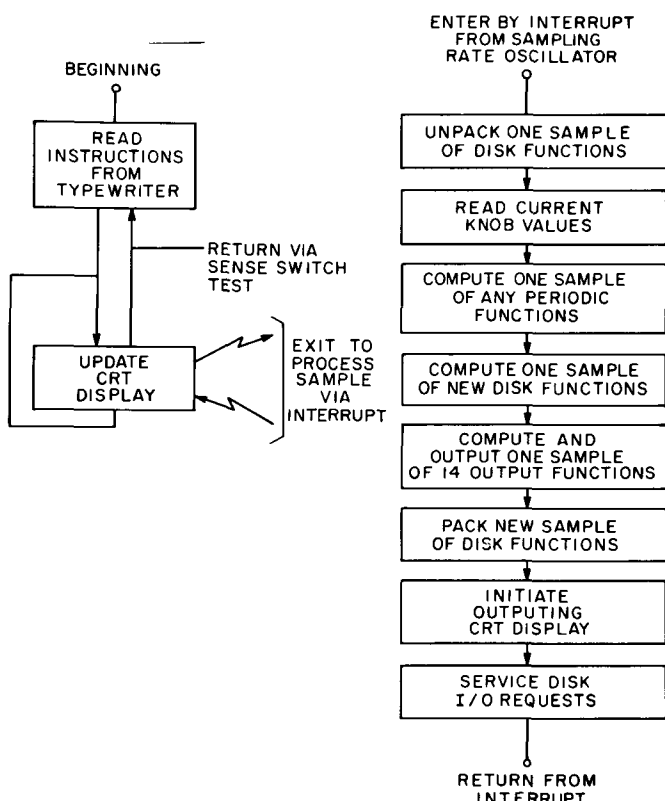 BEGINNING
READ
INSTRUCTIONS
FROM
TYPEWRITER
RETURN VIA
SENSE SWITCH
TEST
UPDATE
CRT
DISPLAY
EXIT TO
PROCESS
SAMPLE
VIA
INTERRUPT
ENTER BY INTERRUPT
FROM SAMPLING
RATE OSCILLATOR
UNPACK ONE SAMPLE
OF DISK FUNCTIONS
READ CURRENT
KNOB VALUES
COMPUTE ONE SAMPLE
OF ANY PERIODIC
FUNCTIONS
COMPUTE ONE SAMPLE
OF NEW DISK FUNCTIONS
COMPUTE AND
OUTPUT ONE SAMPLE
OF 14 OUTPUT FUNCTIONS
PACK NEW SAMPLE
OF DISK FUNCTIONS
INITIATE
OUTPUTING
CRT DISPLAY
SERVICE DISK
I/O REQUESTS
RETURN FROM
INTERRUPT